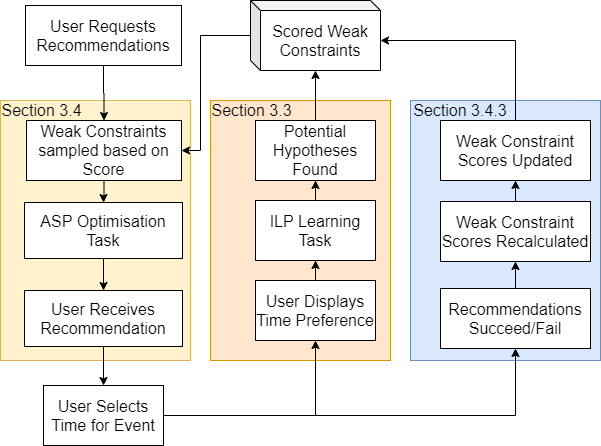 User Requests
Recommendations
Scored Weak
Constraints
Section 3.4
Weak Constraints
sampled based on
Score
ASP Optimisation
Task
User Receives
Recommendation
User Selects
Time for Event
Section 3.3
Potential
Hypotheses
Found
ILP Learning
Task
User Displays
Time Preference
Section 3.4.3
Weak Constraint
Scores Updated
Weak Constraint
Scores Recalculated
Recommendations
Succeed/Fail